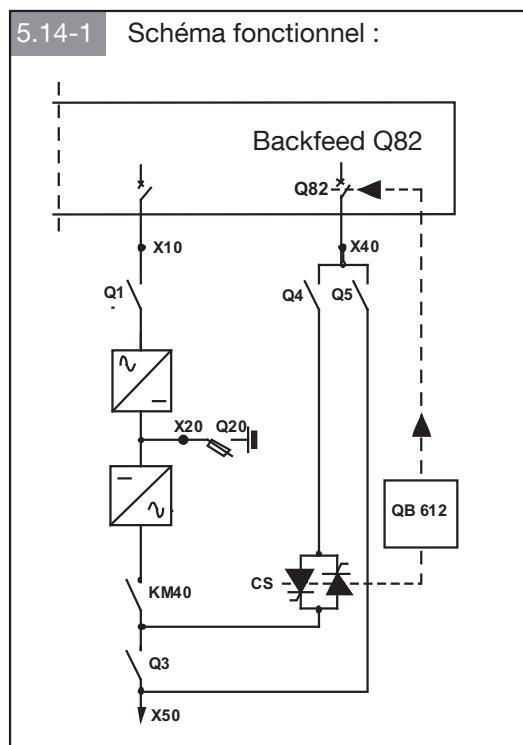 5.14-1 Schéma fonctionnel :
Backfeed Q82
Q82
X10
X40
Q1
Q4
Q5
X20
Q20
QB 612
CS
KM40
Q3
X50